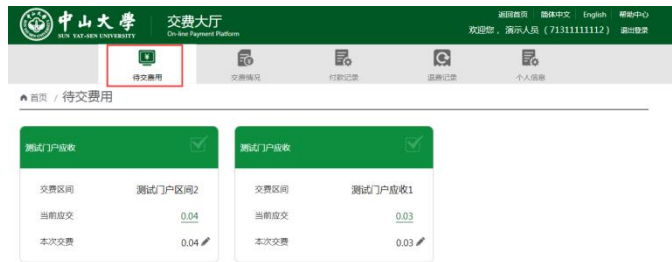 中山大學 交费大厅 返回首页 简体中文 English 帮助中心
SUN YAT-SEN UNIVERSITY On-line Payment Platform 欢迎您，演示人员（71311111112） 退出登录
待交费用 交费情况 付款记录 退费记录 个人信息
首页 / 待交费用
测试门户应收 测试门户应收
交费区间 测试门户区间2 交费区间 测试门户应收1
当前应交 0.04 当前应交 0.03
本次交费 0.04 本次交费 0.03